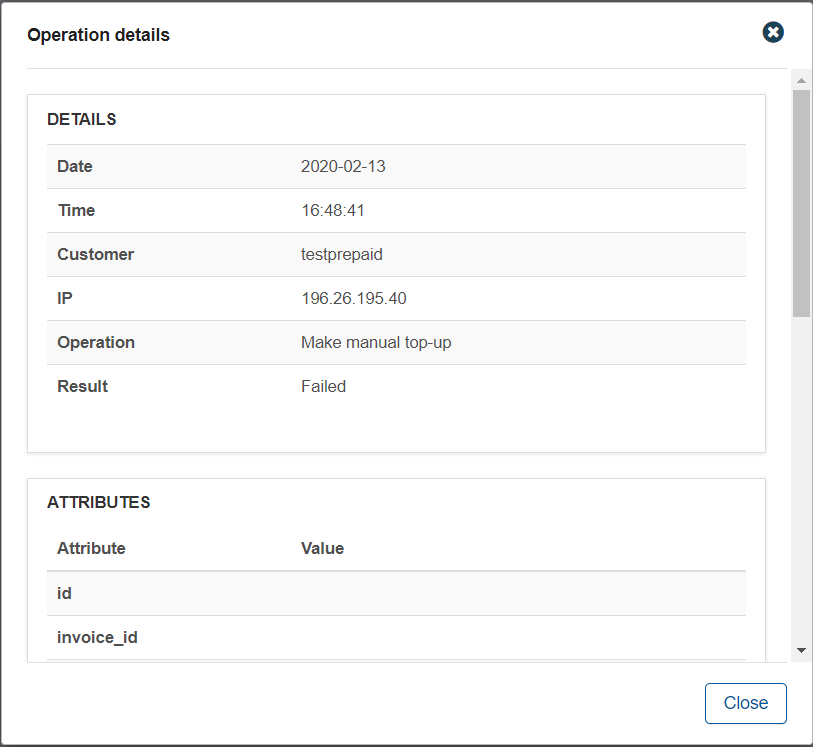 Operation details
DETAILS
Date 2020-02-13
Time 16:48:41
Customer testprepaid
IP 196.26.195.40
Operation Make manual top-up
Result Failed
ATTRIBUTES
Attribute Value
id
invoice_id
Close